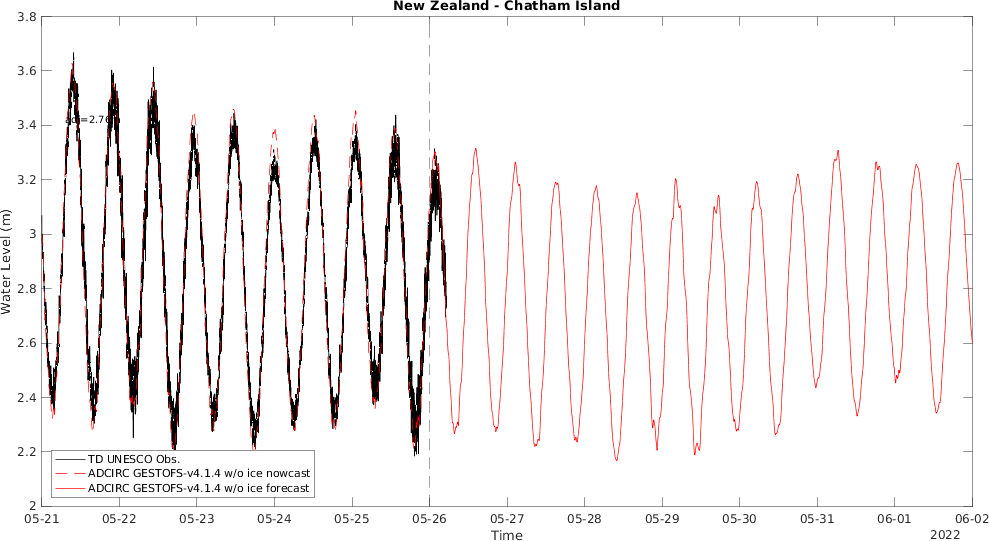 New Zealand - Chatham Island
3.8
3.6
3.4
3.2
3
2.8
2.6
2.4
2.2
2
Water Level (m)
adj=2.76
TD UNESCO Obs.
ADCIRC GESTOFS-v4.1.4 w/o ice nowcast
ADCIRC GESTOFS-v4.1.4 w/o ice forecast
05-21 05-22 05-23 05-24 05-25 05-26 05-27 05-28 05-29 05-30 05-31 06-01 06-02
Time
2022